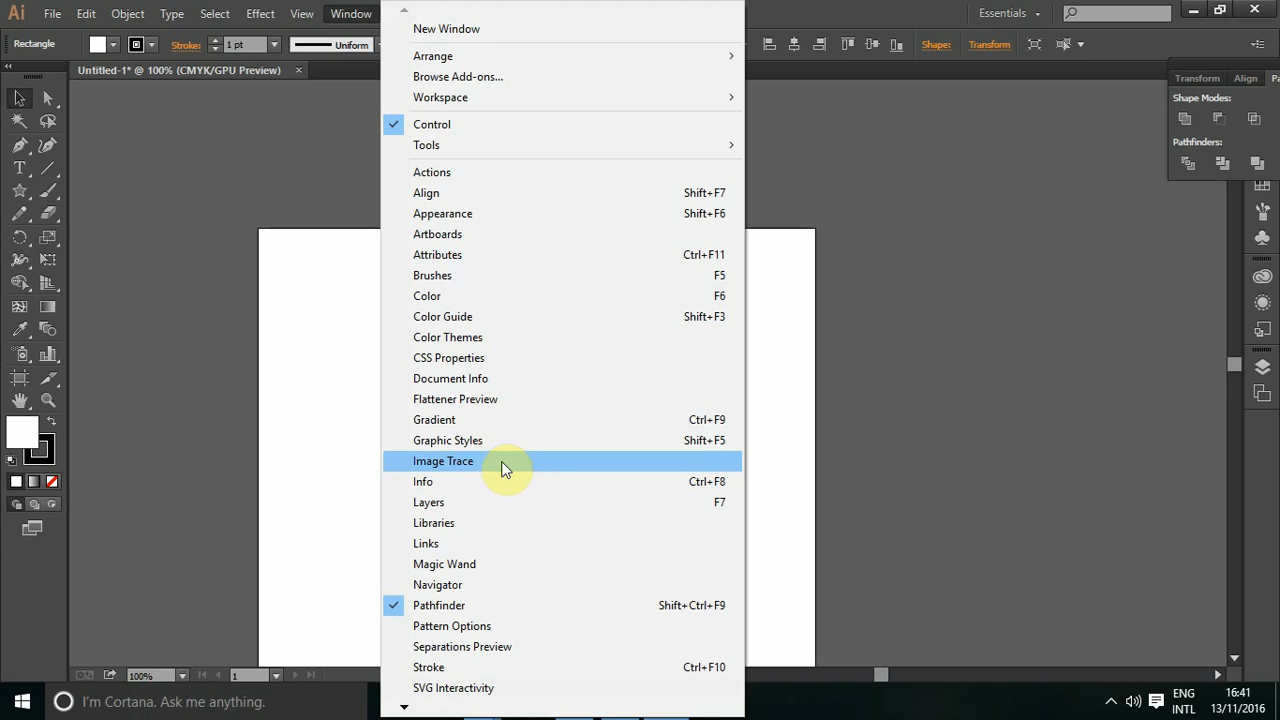 Ai File Edit Object Type Select Effect View Window Essentials
Rectangle Stroke: 1 pt Uniform Shape: Transform
Untitled-1* @ 100% (CMYK/GPU Preview)
New Window
Arrange
Browse Add-ons...
Workspace
Control
Tools
Actions
Align Shift+F7
Appearance Shift+F6
Artboards
Attributes Ctrl+F11
Brushes F5
Color F6
Color Guide Shift+F3
Color Themes
CSS Properties
Document Info
Flattener Preview
Gradient Ctrl+F9
Graphic Styles Shift+F5
Image Trace
Info Ctrl+F8
Layers F7
Libraries
Links
Magic Wand
Navigator
Pathfinder Shift+Ctrl+F9
Pattern Options
Separations Preview
Stroke Ctrl+F10
SVG Interactivity
Transform Align Pa
Shape Modes:
Pathfinders:
100% 1
I'm Cortana. Ask me anything.
ENG
INTL
16:41
13/11/2016